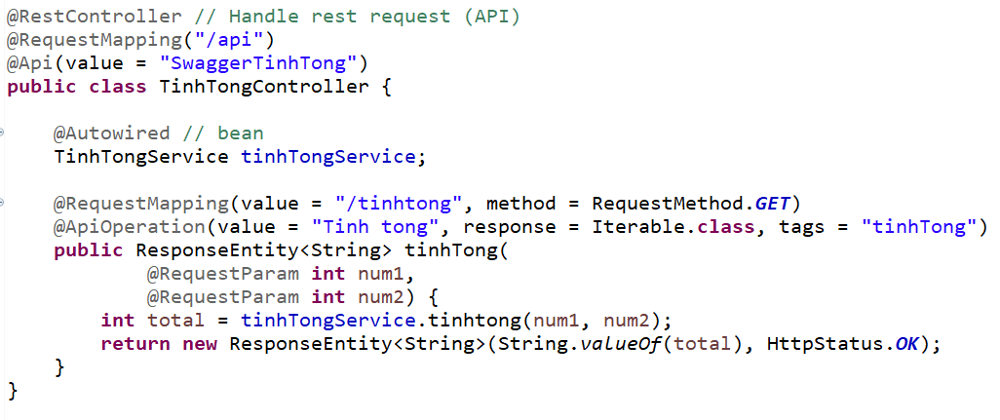 @RestController // Handle rest request (API)
@RequestMapping("/api")
@Api(value = "SwaggerTinhTong")
public class TinhTongController {
@Autowired // bean
TinhTongService tinhTongService;
@RequestMapping(value = "/tinhtong", method = RequestMethod.GET)
@ApiOperation(value = "Tinh tong", response = Iterable.class, tags = "tinhTong")
public ResponseEntity<String> tinhTong(
@RequestParam int num1,
@RequestParam int num2) {
int total = tinhTongService.tinhtong(num1, num2);
return new ResponseEntity<String>(String.valueOf(total), HttpStatus.OK);
}
}